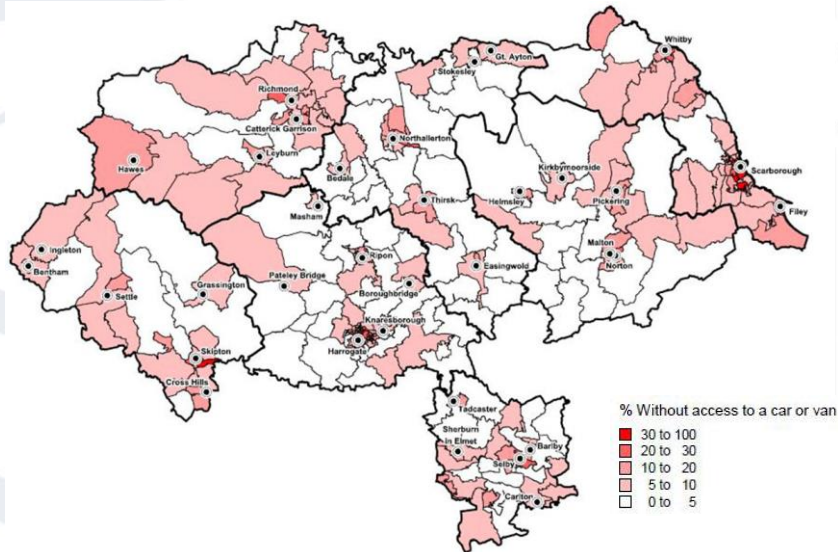 Whitby
Gt. Ayton
Stokesley
Richmond
Catterick Garrison
Northallerton
Leyburn
Hawes
Bedale
Scarborough
Kirkbymoorside
Helmsley
Pickering
Filey
Masham
Thirsk
Malton
Norton
Ingleton
Bentham
Ripon
Easingwold
Pateley Bridge
Grassington
Settle
Boroughbridge
Knaresborough
Harrogate
Skipton
Cross Hills
Tadcaster
Sherburn
in Elmet
Barlby
Selby
Carlton
% Without access to a car or van
30 to 100
20 to 30
10 to 20
5 to 10
0 to 5